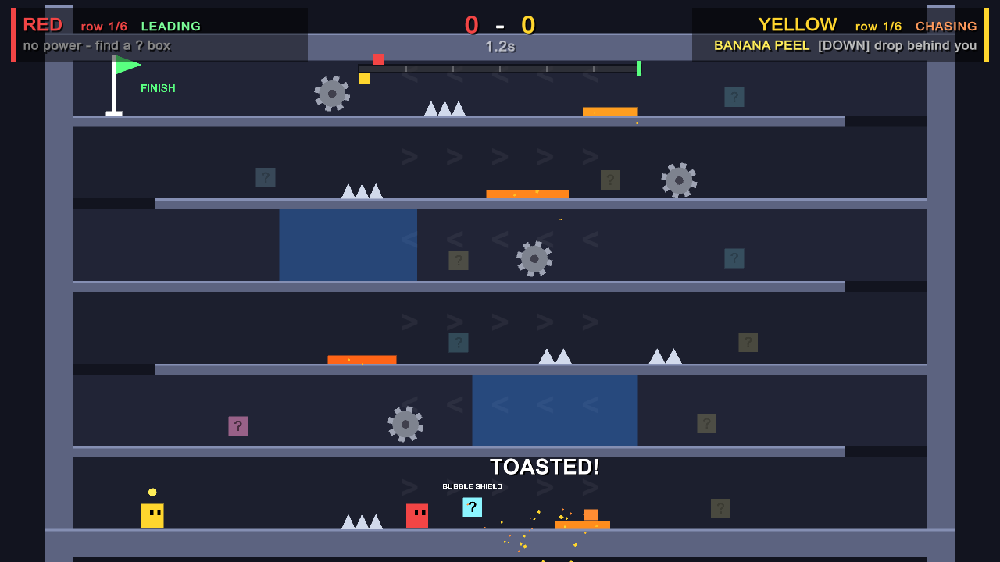 RED row 1/6 LEADING
no power - find a ? box
0 - 0
1.2s
YELLOW row 1/6 CHASING
BANANA PEEL [DOWN] drop behind you
FINISH
< < < < <
?
> > > > >
? ?
< < < < <
? ?
> > > > >
? ?
< < < < <
? ?
TOASTED!
BUBBLE SHIELD
> > > > >
? ?